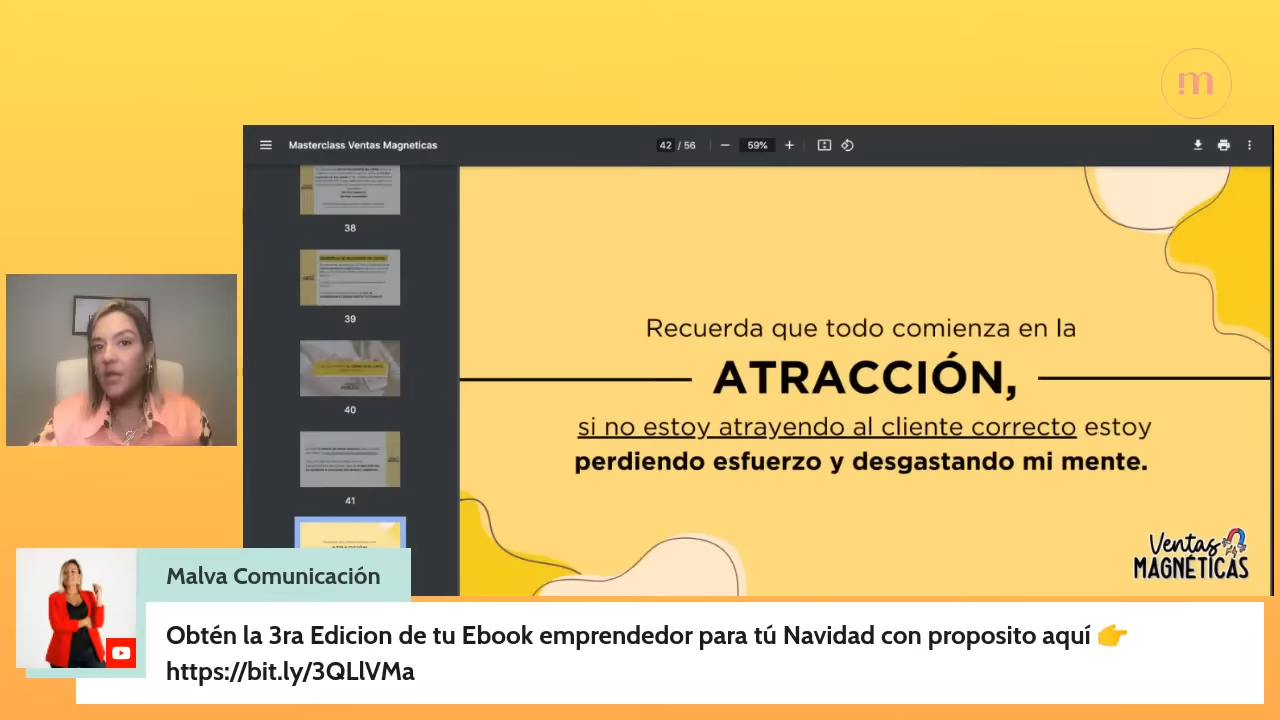 m
Masterclass Ventas Magneticas
42 / 56
59%
38
39
40
41
Recuerda que todo comienza en la
ATRACCIÓN,
si no estoy atrayendo al cliente correcto estoy
perdiendo esfuerzo y desgastando mi mente.
Ventas
MAGNÉTICAS
Malva Comunicación
Obtén la 3ra Edicion de tu Ebook emprendedor para tú Navidad con proposito aquí 👉
https://bit.ly/3QLlVMa